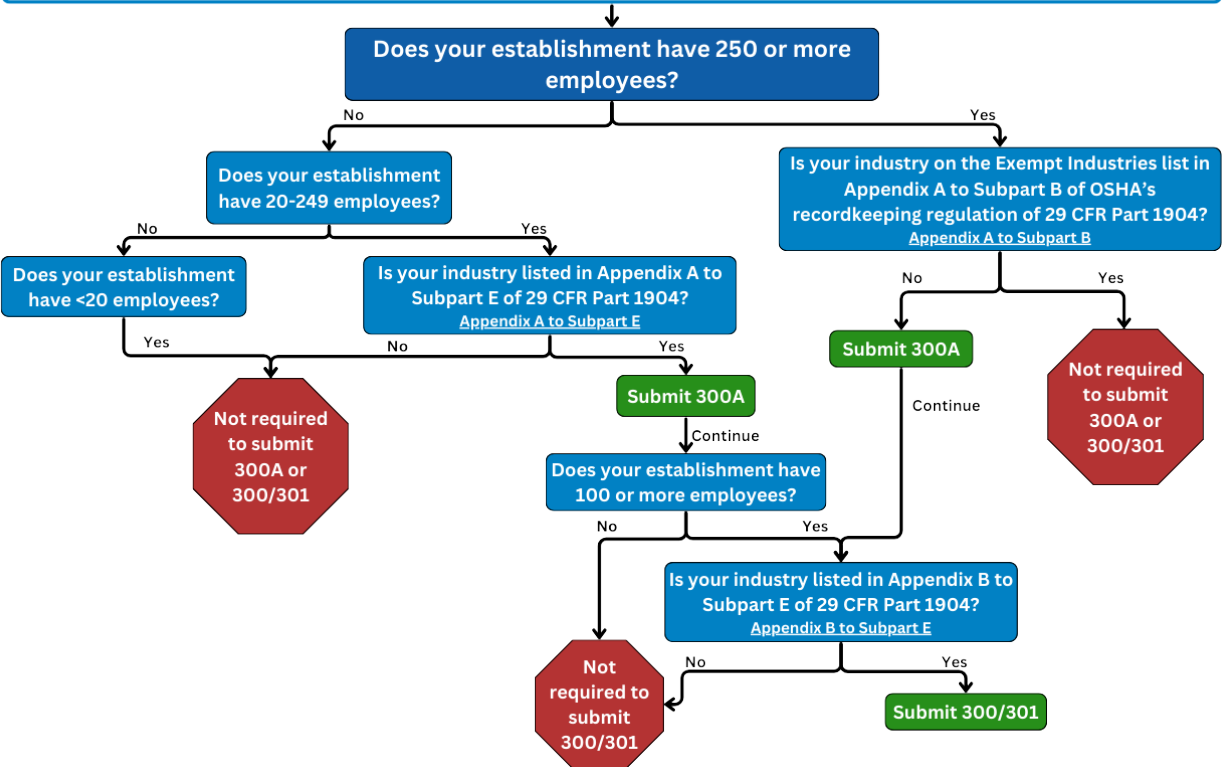 Does your establishment have 250 or more
employees?
No
Yes
Does your establishment
have 20-249 employees?
Is your industry on the Exempt Industries list in
Appendix A to Subpart B of OSHA’s
recordkeeping regulation of 29 CFR Part 1904?
Appendix A to Subpart B
No
Yes
Does your establishment
have <20 employees?
Is your industry listed in Appendix A to
Subpart E of 29 CFR Part 1904?
Appendix A to Subpart E
No
Yes
Yes
No
Yes
Submit 300A
Not required
to submit
300A or
300/301
Not required
to submit
300A or
300/301
Submit 300A
Continue
Continue
Does your establishment have
100 or more employees?
No
Yes
Is your industry listed in Appendix B to
Subpart E of 29 CFR Part 1904?
Appendix B to Subpart E
No
Yes
Not
required to
submit
300/301
Submit 300/301